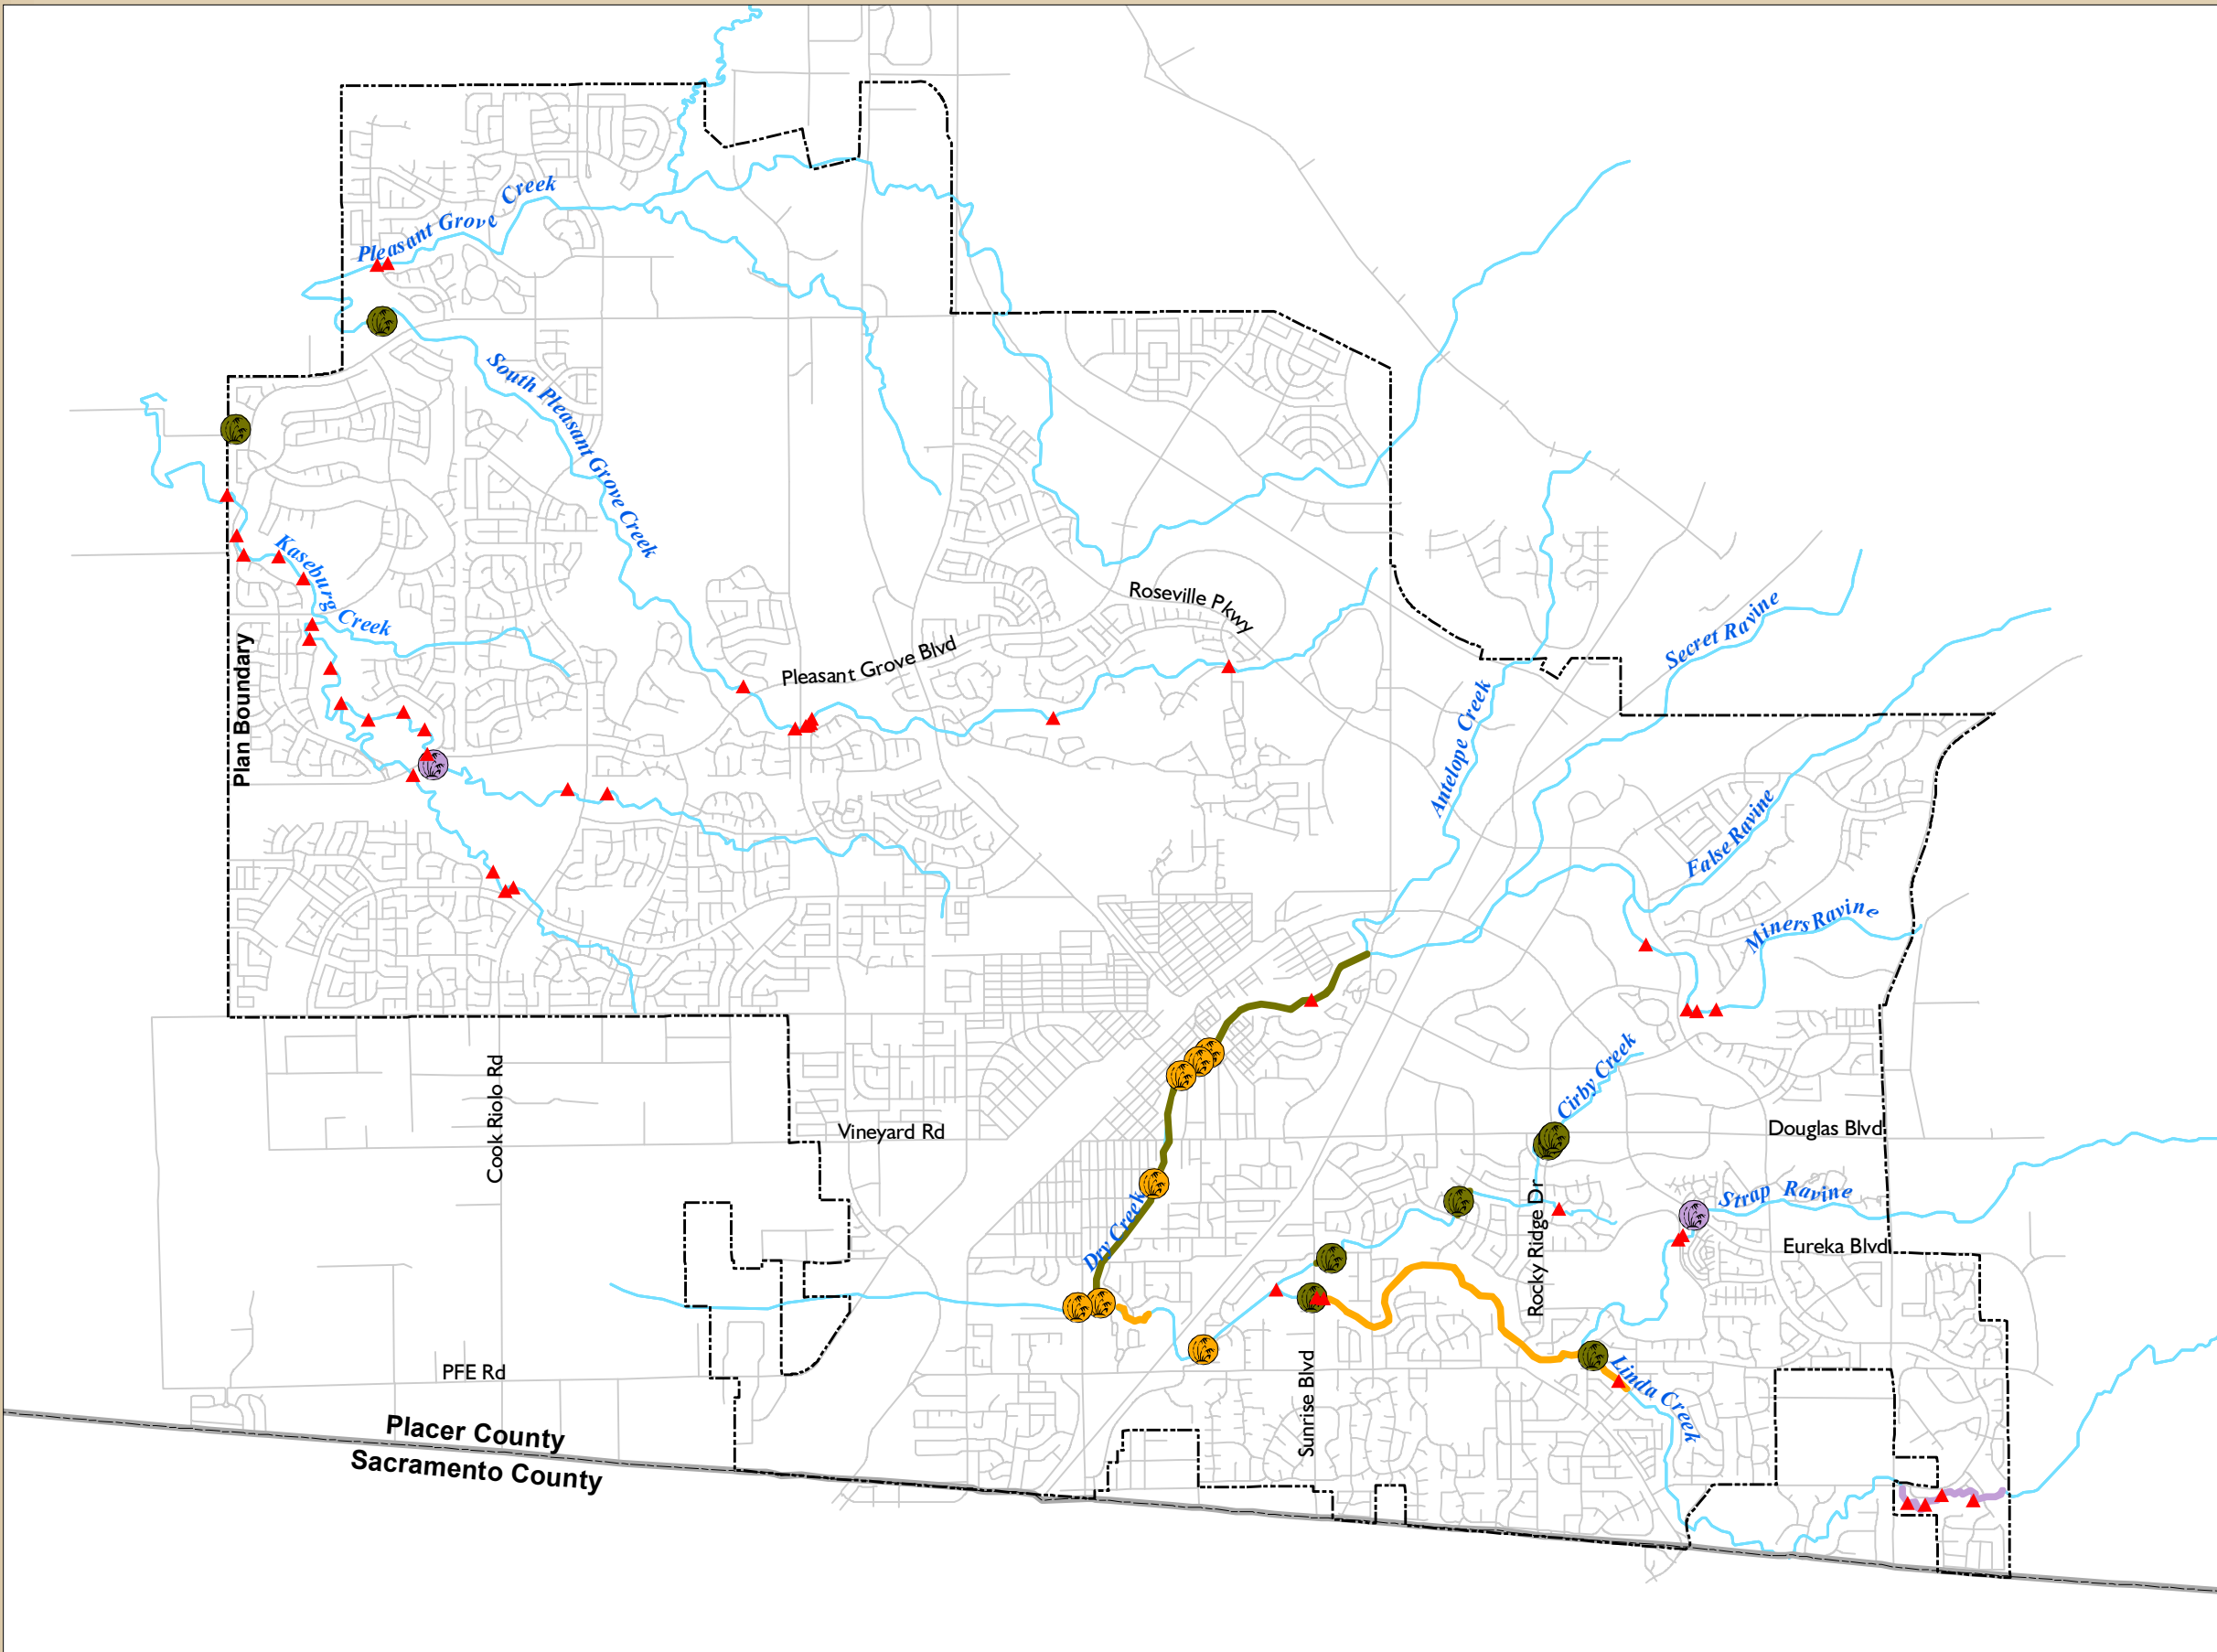 Pleasant Grove Creek
South Pleasant Grove Creek
Kaseburg Creek
Plan Boundary
Roseville Pkwy
Pleasant Grove Blvd
Secret Ravine
Antelope Creek
False Ravine
Miners Ravine
Cirby Creek
Cook Riolo Rd
Vineyard Rd
Douglas Blvd
Dry Creek
Rocky Ridge Dr
Strap Ravine
Eureka Blvd
Sunrise Blvd
Linda Creek
PFE Rd
Placer County
Sacramento County